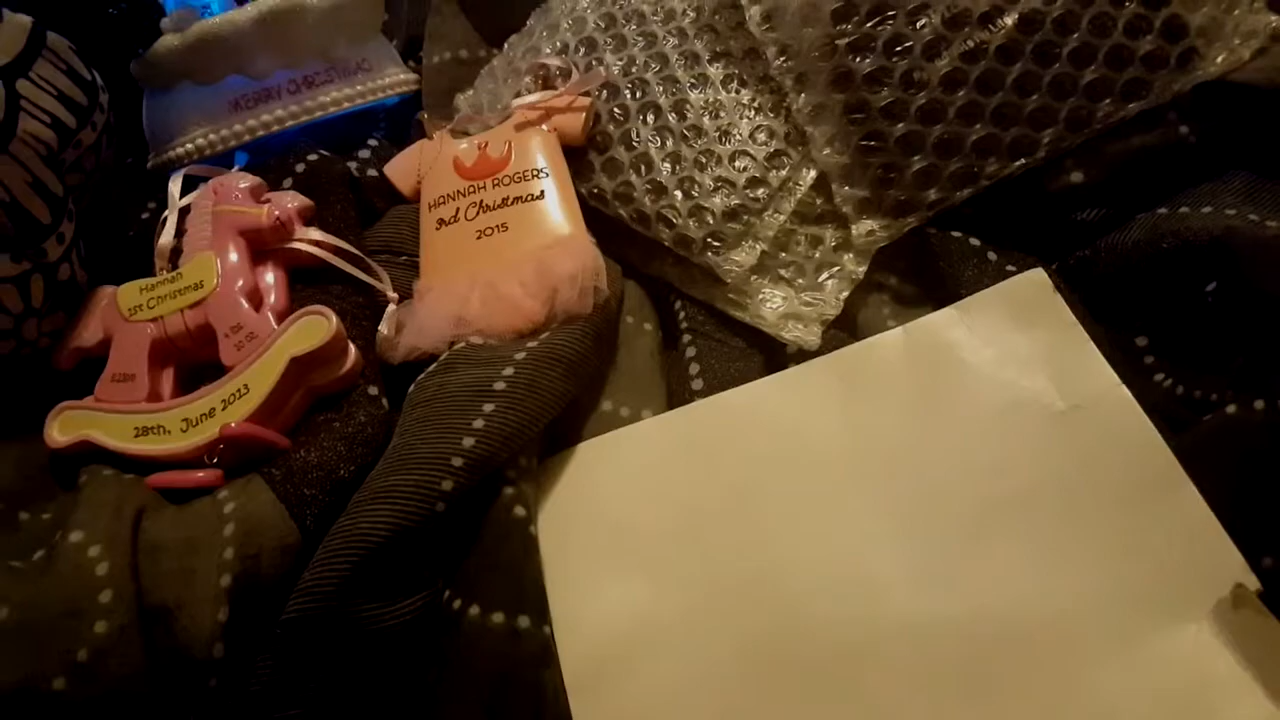 MERRY CHRISTMAS
HANNAH ROGERS
3rd Christmas
2015
Hannah
1st Christmas
28th, June 2013